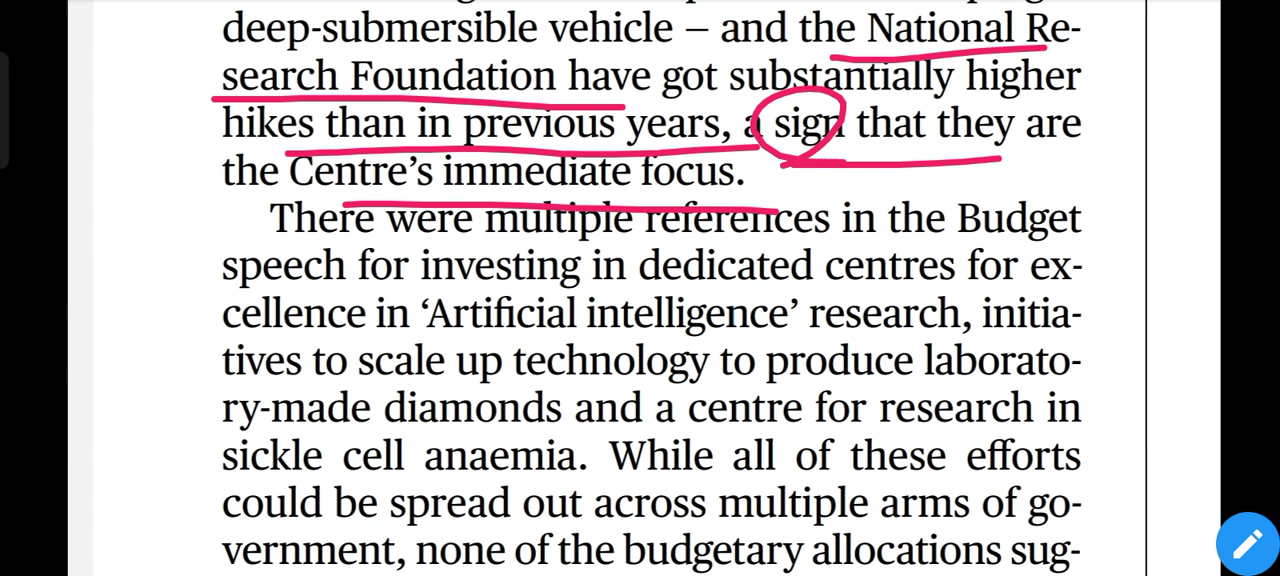 deep-submersible vehicle – and the National Re-
search Foundation have got substantially higher
hikes than in previous years, a sign that they are
the Centre’s immediate focus.
There were multiple references in the Budget
speech for investing in dedicated centres for ex-
cellence in ‘Artificial intelligence’ research, initia-
tives to scale up technology to produce laborato-
ry-made diamonds and a centre for research in
sickle cell anaemia. While all of these efforts
could be spread out across multiple arms of go-
vernment, none of the budgetary allocations sug-